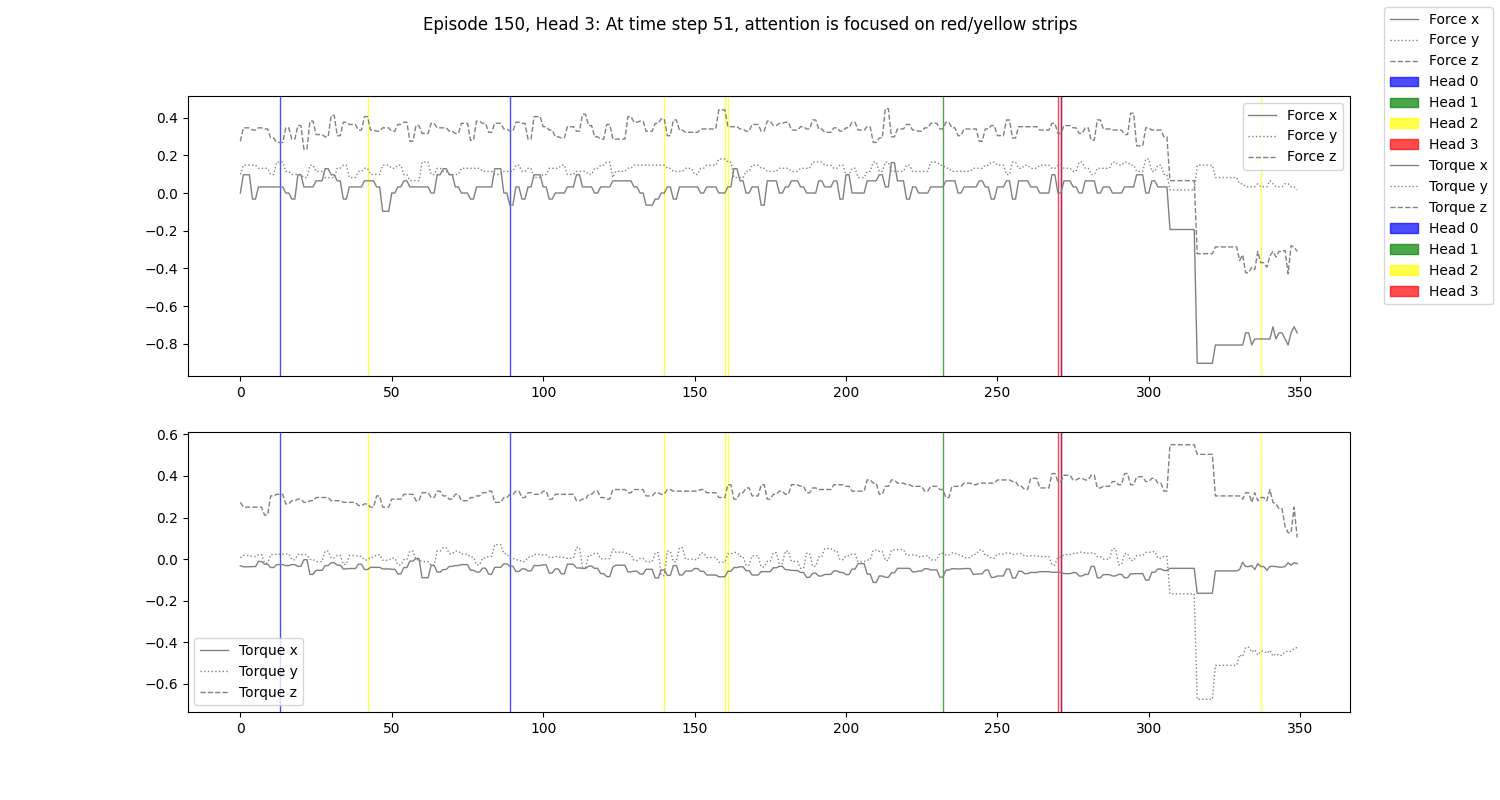 Episode 150, Head 3: At time step 51, attention is focused on red/yellow strips
Force x
Force y
Force z
Head 0
Head 1
Head 2
Head 3
Torque x
Torque y
Torque z
Head 0
Head 1
Head 2
Head 3
0.4
0.2
0.0
−0.2
−0.4
−0.6
−0.8
Force x
Force y
Force z
0 50 100 150 200 250 300 350
0.6
0.4
0.2
0.0
−0.2
−0.4
−0.6
Torque x
Torque y
Torque z
0 50 100 150 200 250 300 350